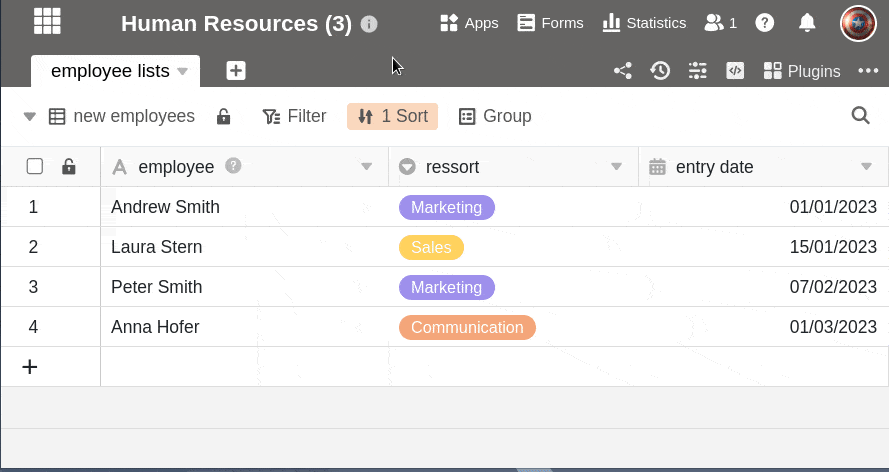 Human Resources (3) Apps Forms Statistics 1
employee lists Plugins
new employees Filter 1 Sort Group
employee ressort entry date
1 Andrew Smith Marketing 01/01/2023
2 Laura Stern Sales 15/01/2023
3 Peter Smith Marketing 07/02/2023
4 Anna Hofer Communication 01/03/2023